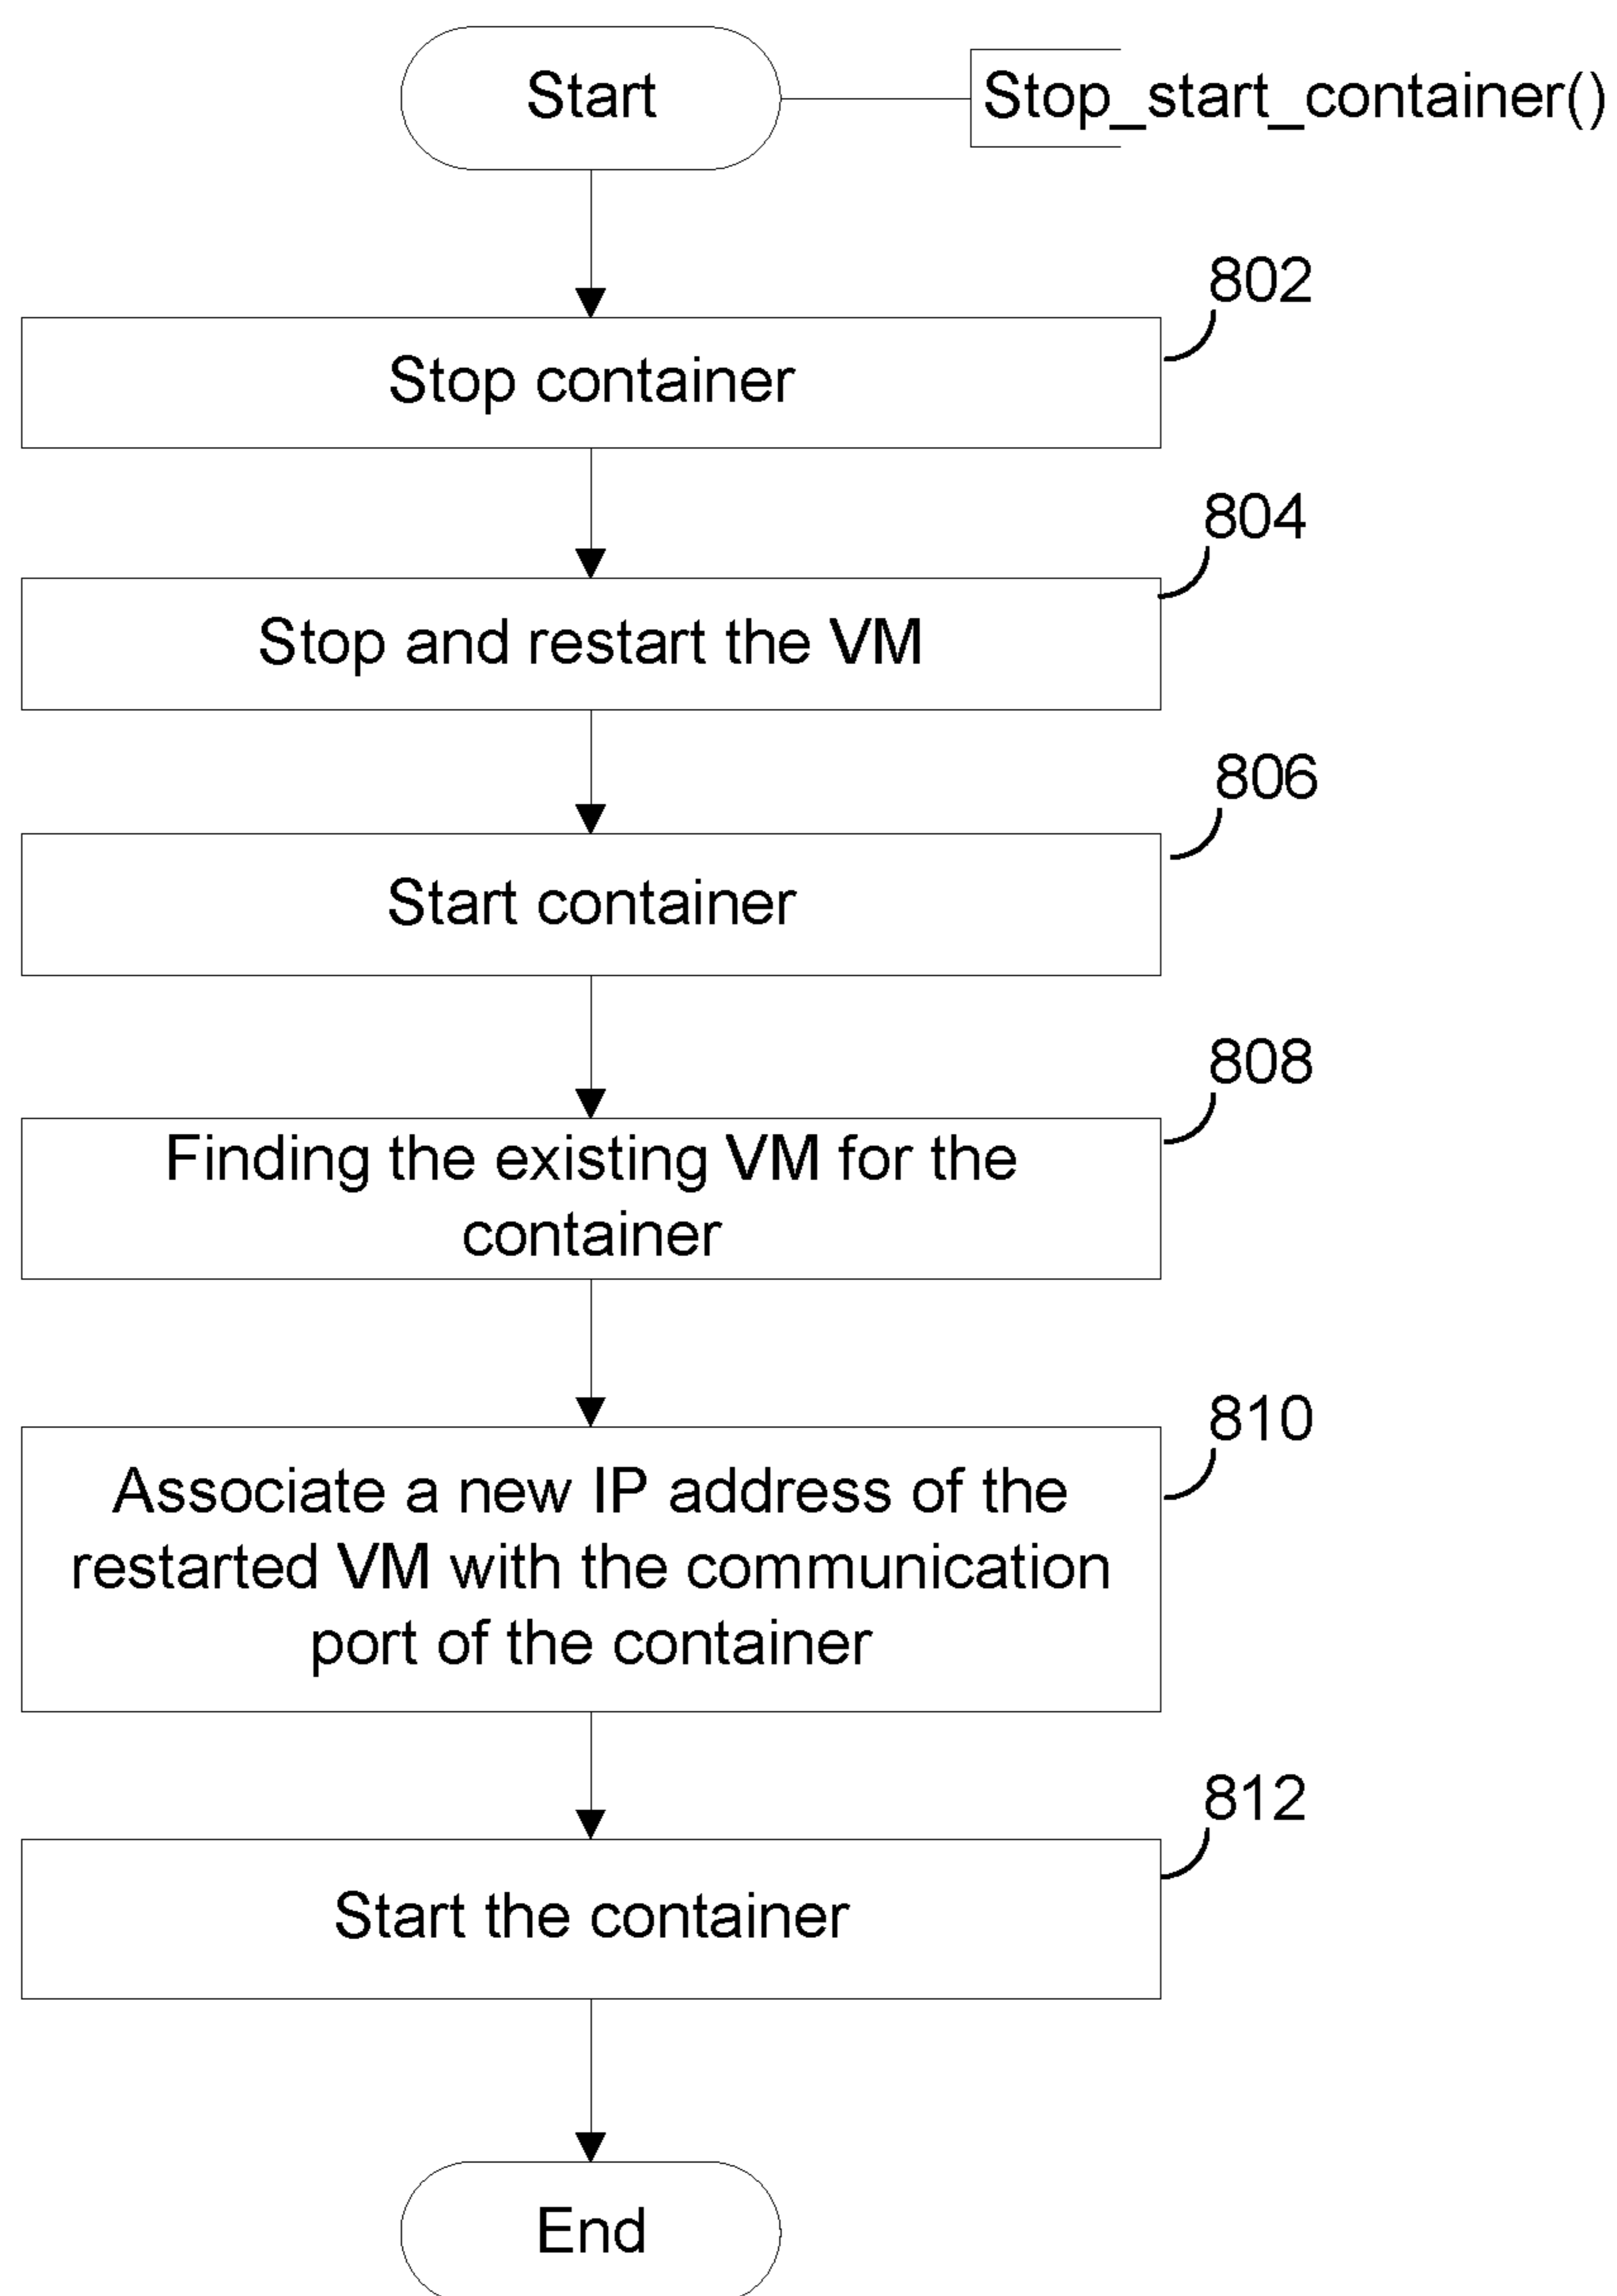 Start
Stop_start_container()
802
Stop container
804
Stop and restart the VM
806
Start container
808
Finding the existing VM for the
container
810
Associate a new IP address of the
restarted VM with the communication
port of the container
812
Start the container
End